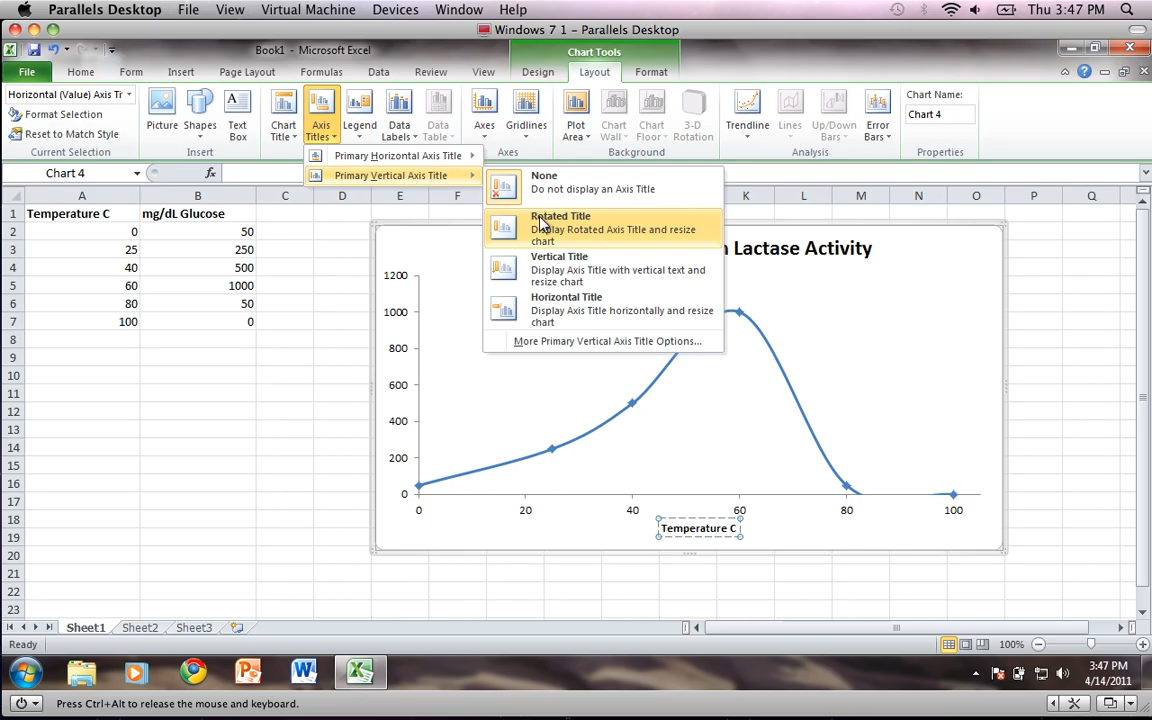 Parallels Desktop File View Virtual Machine Devices Window Help Thu 3:47 PM
Windows 7 1 – Parallels Desktop
Book1 - Microsoft Excel Chart Tools
File Home Form Insert Page Layout Formulas Data Review View Design Layout Format
Horizontal (Value) Axis Tr
Format Selection
Reset to Match Style
Current Selection
Picture Shapes Text Box
Insert
Chart Title Axis Titles Legend Data Labels Data Table
Axes Gridlines
Axes
Plot Area Chart Wall Chart Floor 3-D Rotation
Background
Trendline Lines Up/Down Bars Error Bars
Analysis
Chart Name:
Chart 4
Properties
Primary Horizontal Axis Title
Primary Vertical Axis Title
Chart 4 fx
None
Do not display an Axis Title
Rotated Title
Display Rotated Axis Title and resize
chart
Vertical Title
Display Axis Title with vertical text and
resize chart
Horizontal Title
Display Axis Title horizontally and resize
chart
More Primary Vertical Axis Title Options...
A B C D E F K L M N O P Q
1 Temperature C mg/dL Glucose
2 0 50
3 25 250
4 40 500
5 60 1000
6 80 50
7 100 0
8
9
10
11
12
13
14
15
16
17
18
19
20
21
22
23
n Lactase Activity
1200
1000
800
600
400
200
0
0 20 40 60 80 100
Temperature C
Sheet1 Sheet2 Sheet3
Ready 100%
3:47 PM
4/14/2011
Press Ctrl+Alt to release the mouse and keyboard.